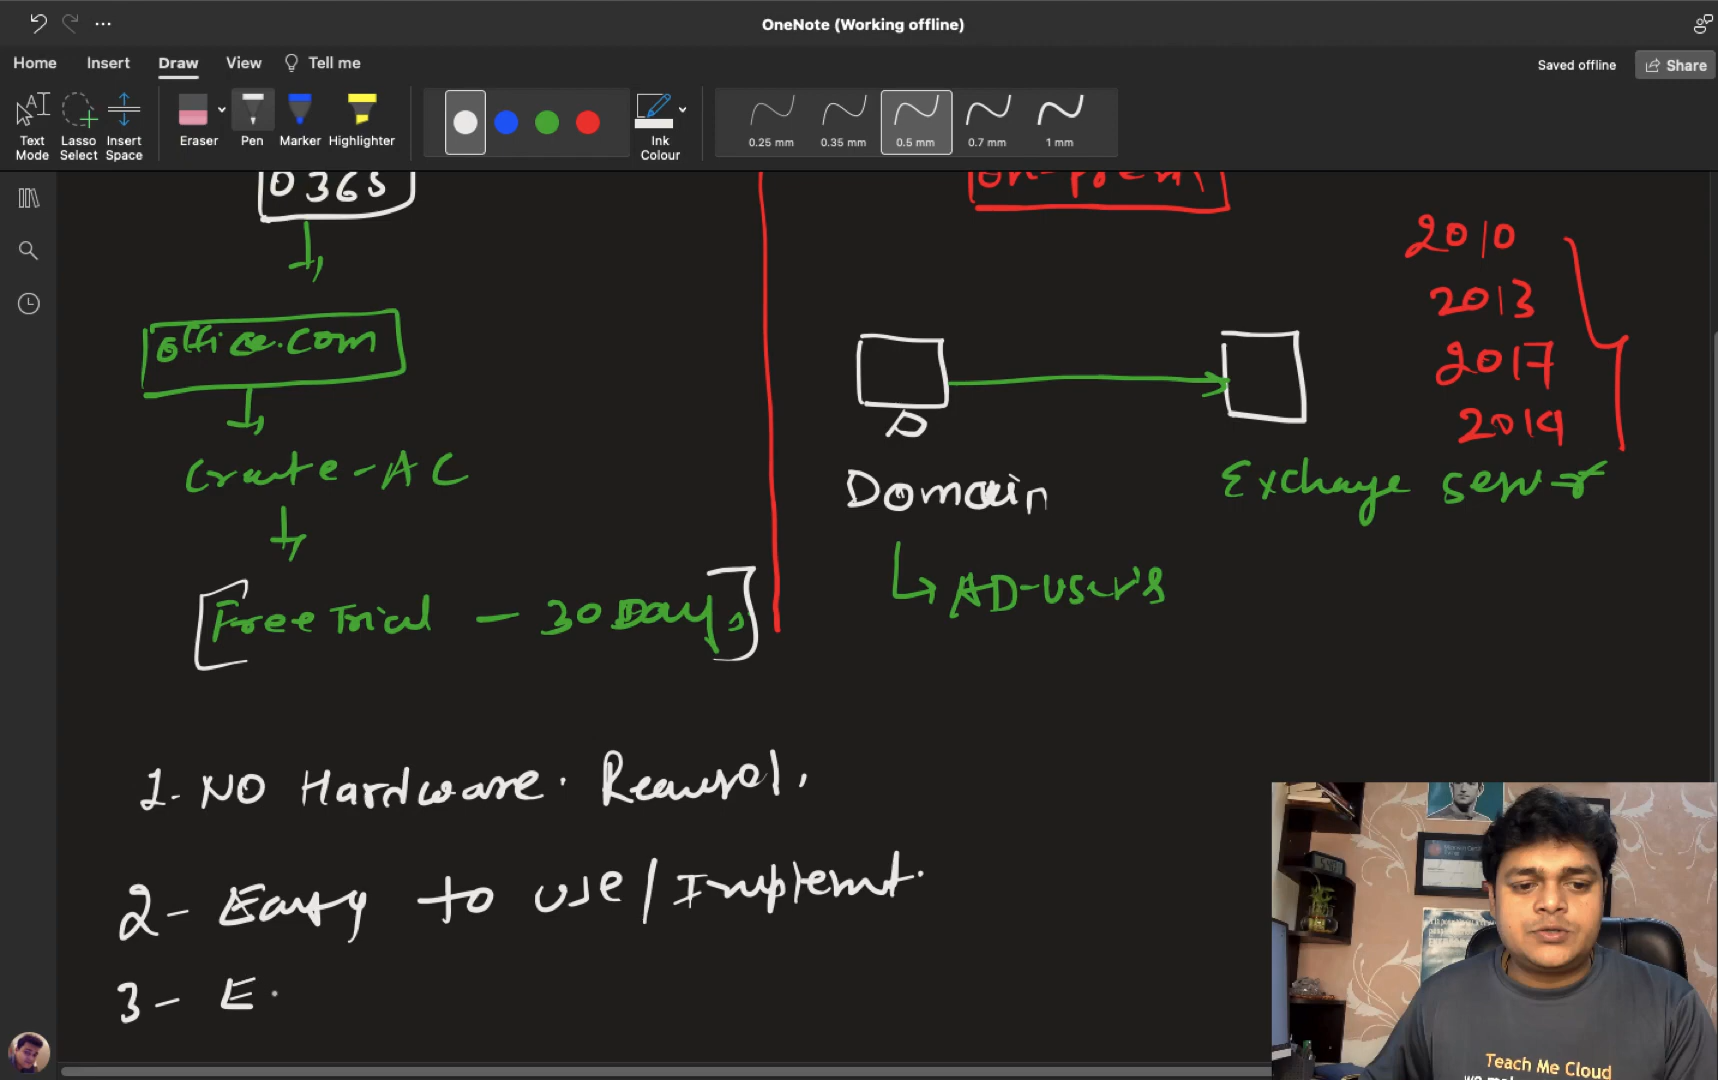 OneNote (Working offline)
Home Insert Draw View Tell me
Saved offline Share
Text Mode
Lasso Select
Insert Space
Eraser
Pen
Marker
Highlighter
Ink Colour
0.25 mm
0.35 mm
0.5 mm
0.7 mm
1 mm
O365
on-prem
2010
2013
2017
2019
office.com
Create-AC
Free Trial - 30 Days
Domain
Exchange server
AD-users
1- NO Hardware.
2- Easy to use/Implemt.
3- E
Teach Me Cloud